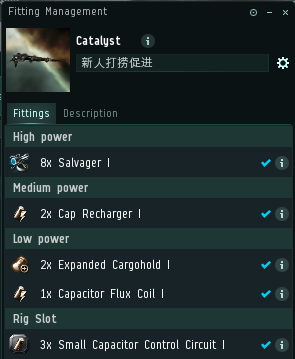 Fitting Management
Catalyst
新人打捞促进
Fittings Description
High power
8x Salvager I
Medium power
2x Cap Recharger I
Low power
2x Expanded Cargohold I
1x Capacitor Flux Coil I
Rig Slot
3x Small Capacitor Control Circuit I